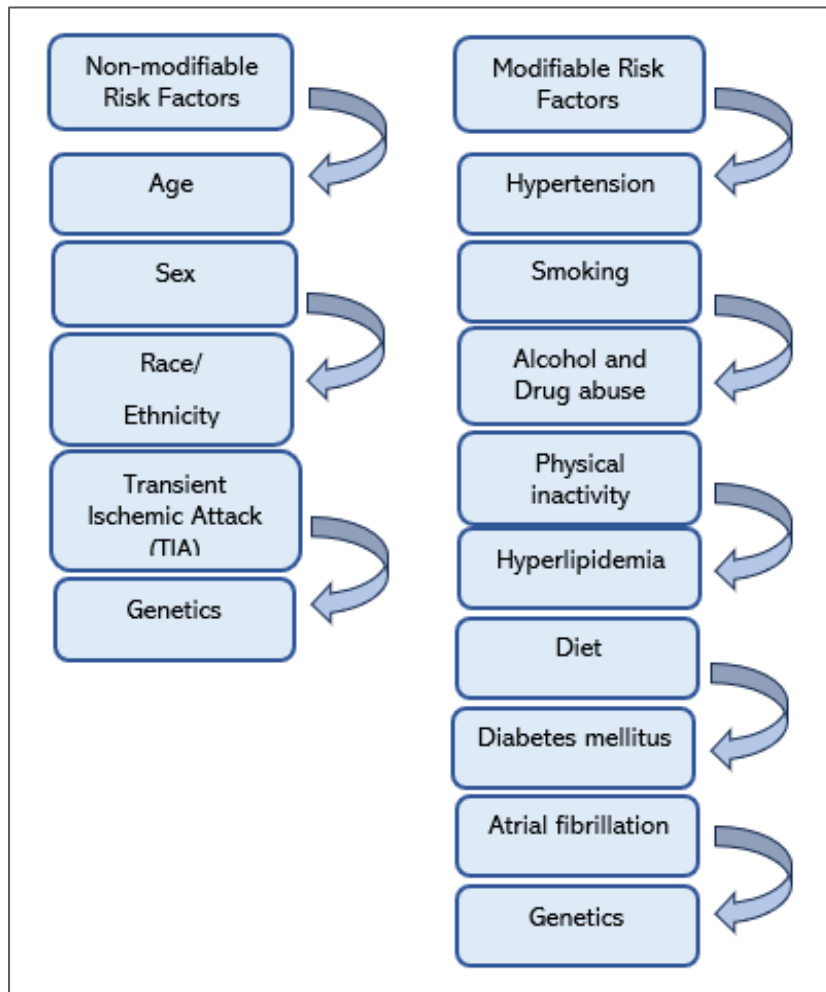 Non-modifiable
Risk Factors
Age
Sex
Race/
Ethnicity
Transient
Ischemic Attack
(TIA)
Genetics
Modifiable Risk
Factors
Hypertension
Smoking
Alcohol and
Drug abuse
Physical
inactivity
Hyperlipidemia
Diet
Diabetes mellitus
Atrial fibrillation
Genetics